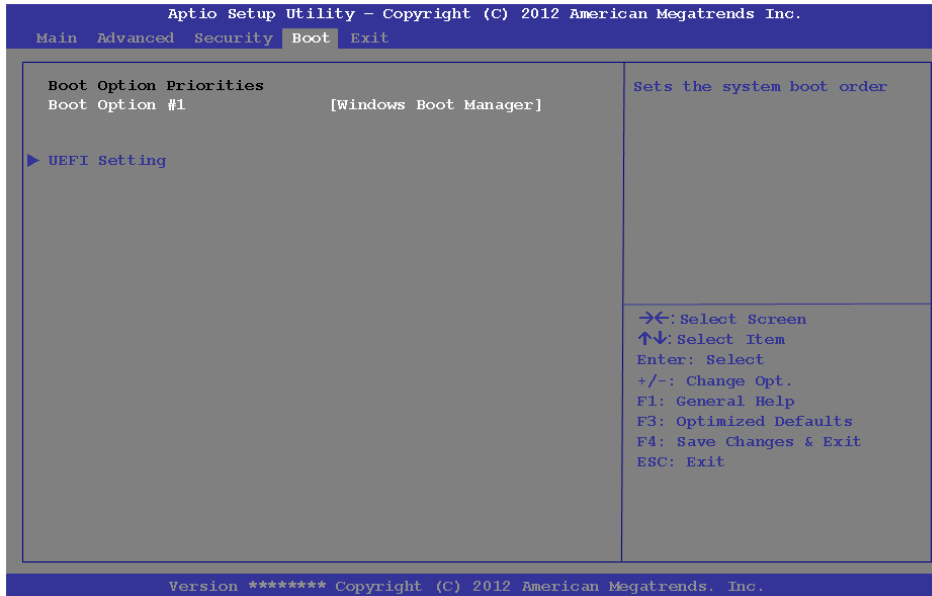 Aptio Setup Utility – Copyright (C) 2012 American Megatrends Inc.
Main Advanced Security Boot Exit
Boot Option Priorities
Boot Option #1 [Windows Boot Manager]
UEFI Setting
Sets the system boot order
→←: Select Screen
↑↓: Select Item
Enter: Select
+/-: Change Opt.
F1: General Help
F3: Optimized Defaults
F4: Save Changes & Exit
ESC: Exit
Version ******** Copyright (C) 2012 American Megatrends. Inc.